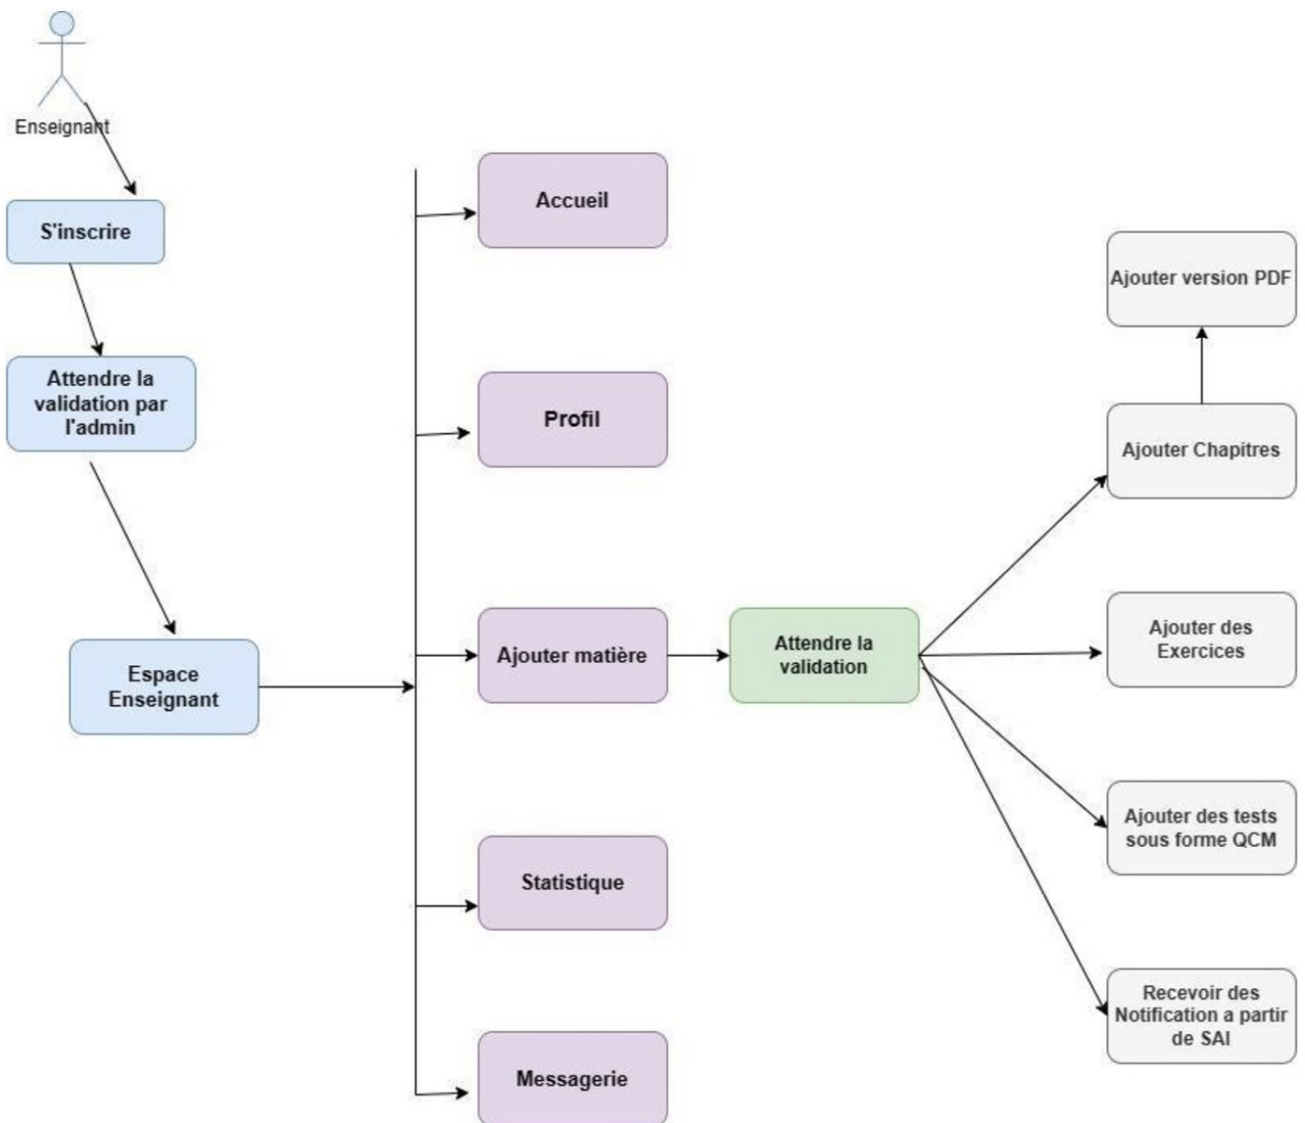 Enseignant
S'inscrire
Attendre la
validation par
l'admin
Espace
Enseignant
Accueil
Profil
Ajouter matière
Statistique
Messagerie
Attendre la
validation
Ajouter version PDF
Ajouter Chapitres
Ajouter des
Exercices
Ajouter des tests
sous forme QCM
Recevoir des
Notification a partir
de SAI